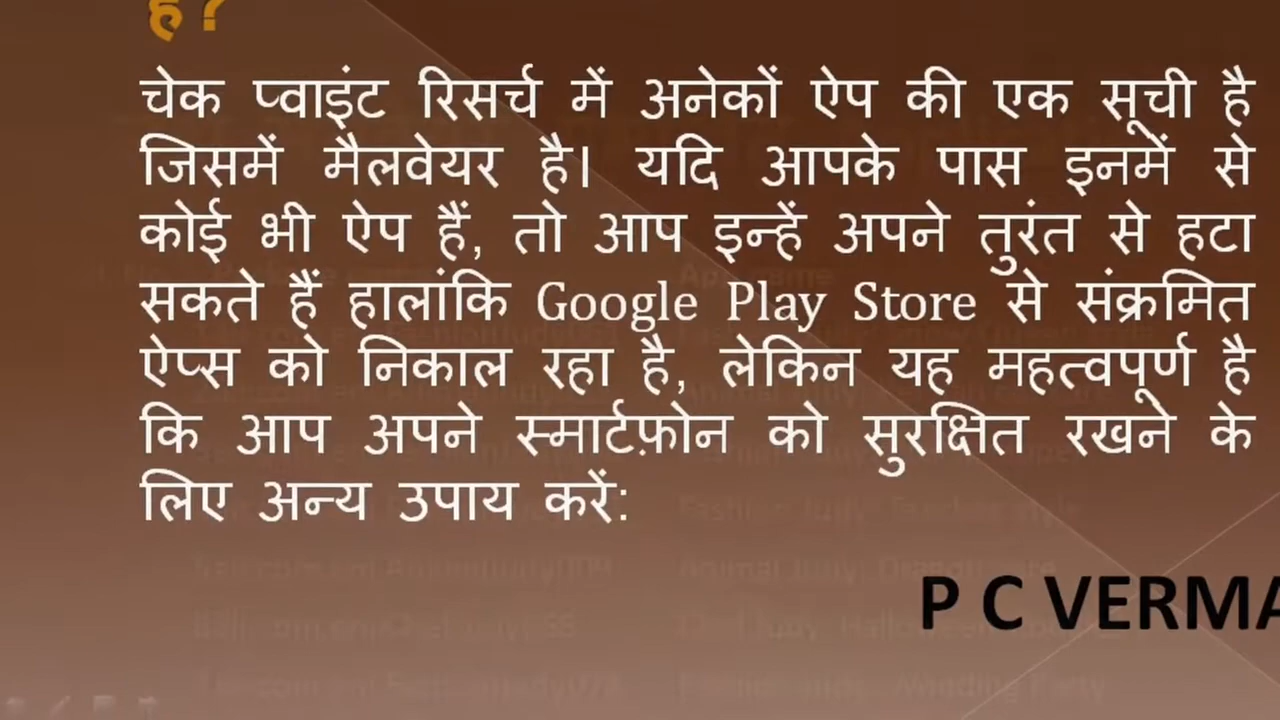 है?
चेक प्वाइंट रिसर्च में अनेकों ऐप की एक सूची है
जिसमें मैलवेयर है। यदि आपके पास इनमें से
कोई भी ऐप हैं, तो आप इन्हें अपने तुरंत से हटा
सकते हैं हालांकि Google Play Store से संक्रमित
ऐप्स को निकाल रहा है, लेकिन यह महत्वपूर्ण है
कि आप अपने स्मार्टफ़ोन को सुरक्षित रखने के
लिए अन्य उपाय करें:
P C VERMA